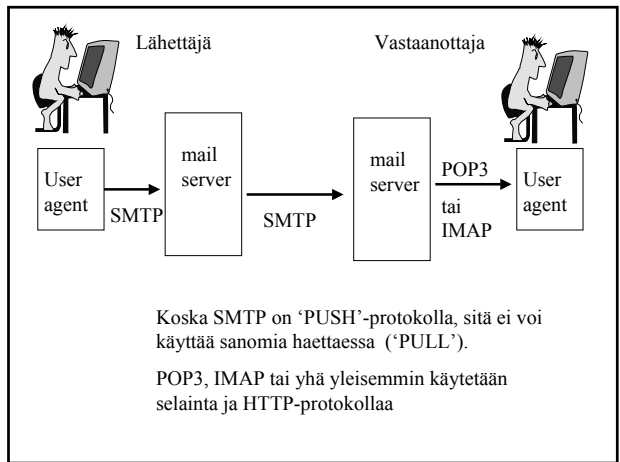 Lähettäjä
Vastaanottaja
User
agent
SMTP
mail
server
SMTP
mail
server
POP3
tai
IMAP
User
agent
Koska SMTP on ‘PUSH’-protokolla, sitä ei voi
käyttää sanomia haettaessa (‘PULL’).
POP3, IMAP tai yhä yleisemmin käytetään
selainta ja HTTP-protokollaa